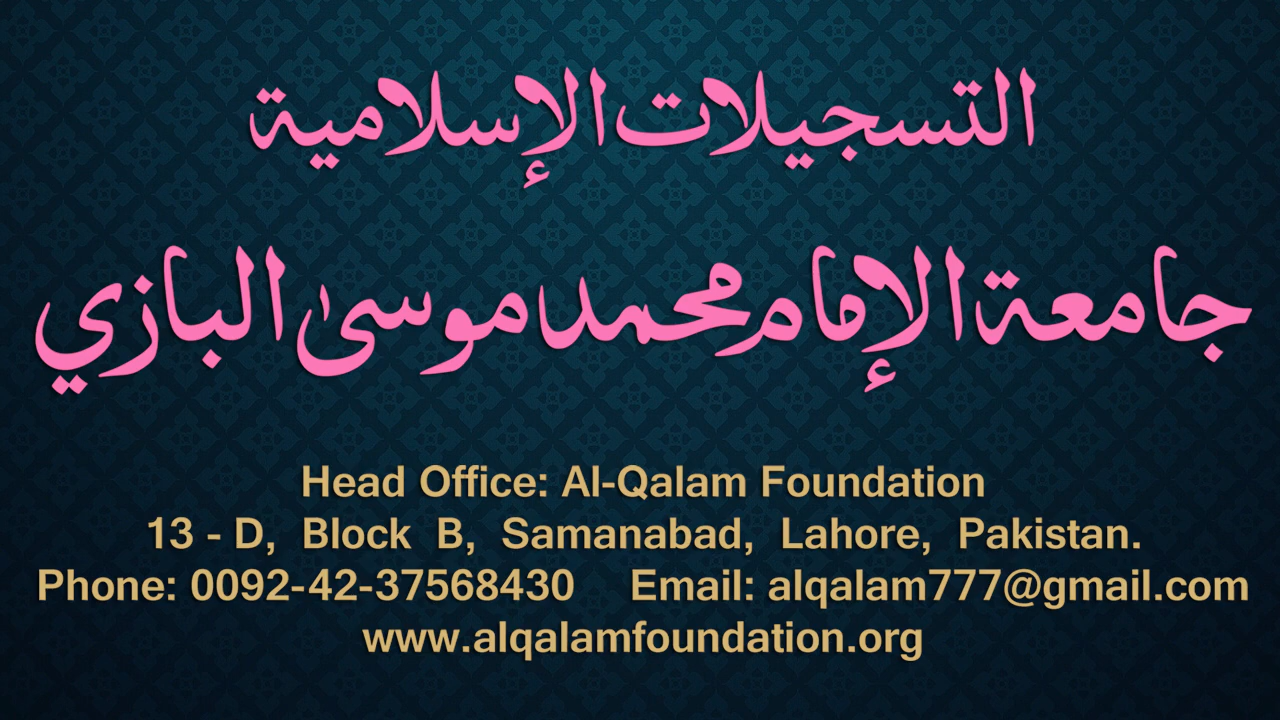 التسجيلات الإسلامية
جامعة الإمام محمد موسىٰ البازي
Head Office: Al-Qalam Foundation
13 - D, Block B, Samanabad, Lahore, Pakistan.
Phone: 0092-42-37568430 Email: alqalam777@gmail.com
www.alqalamfoundation.org